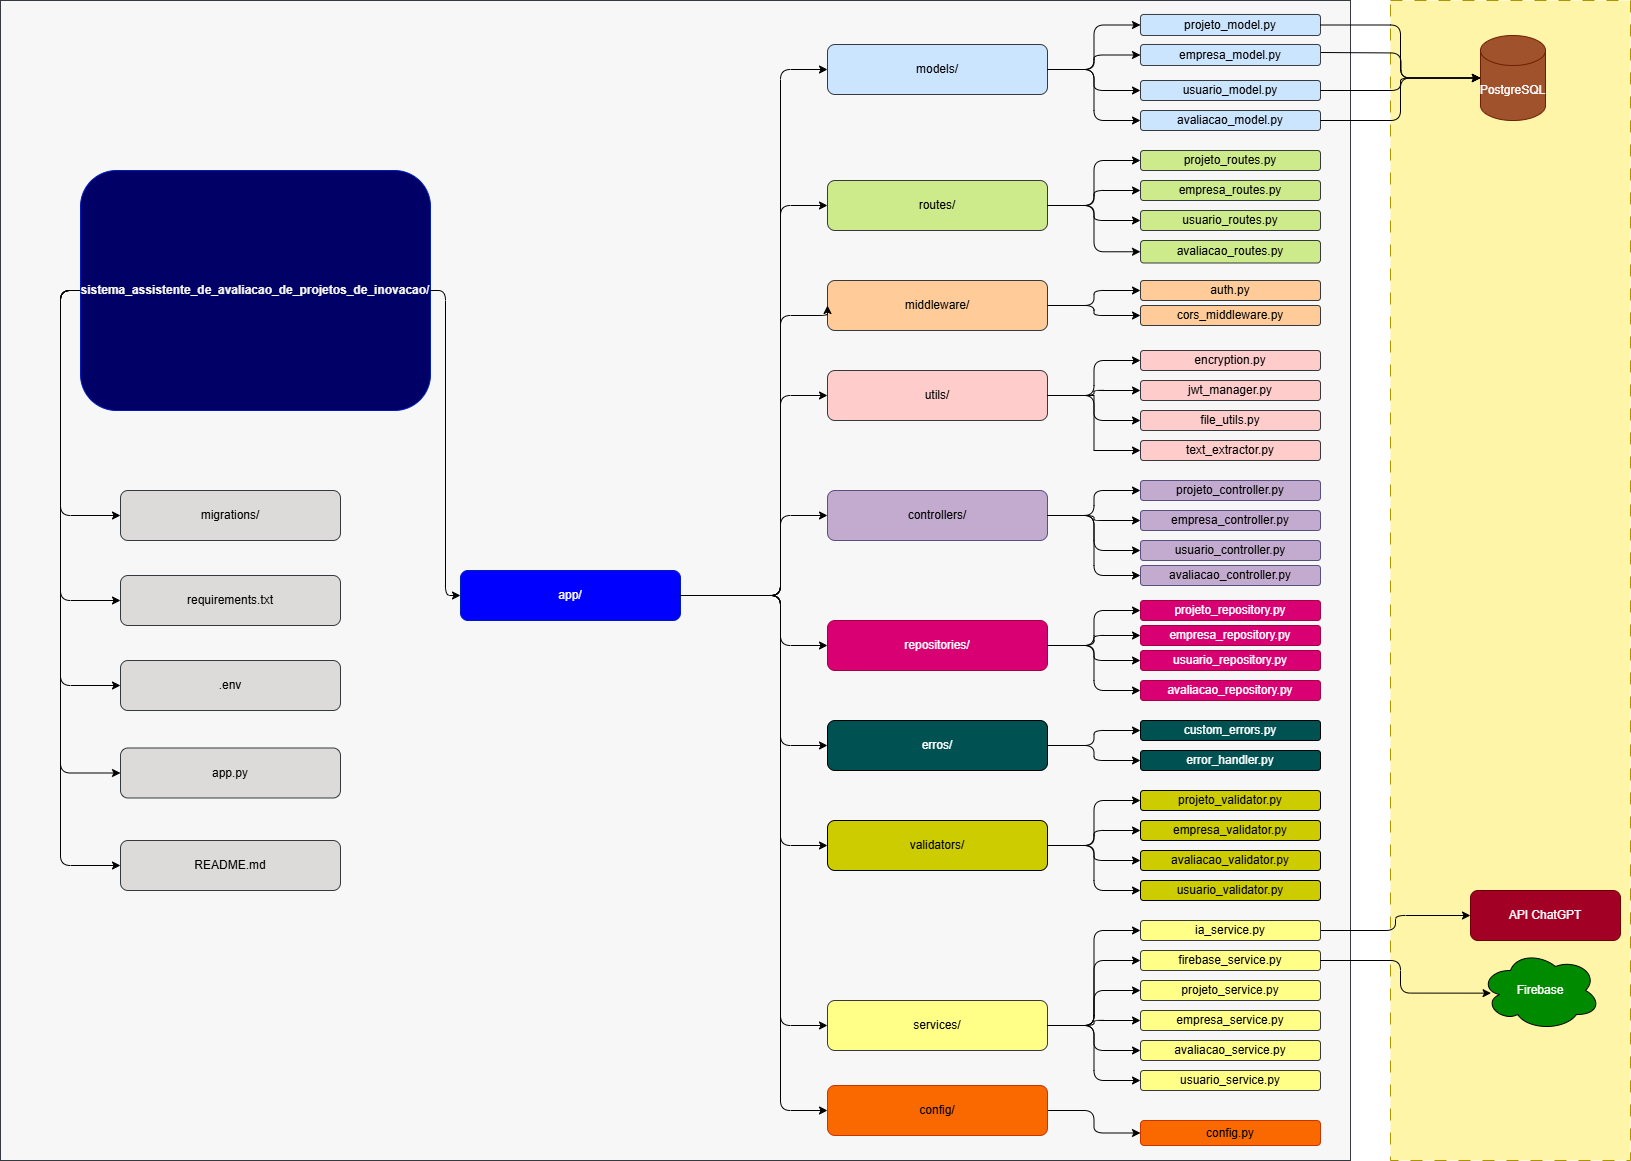 sistema_assistente_de_avaliacao_de_projetos_de_inovacao/
migrations/
requirements.txt
.env
app.py
README.md
app/
models/
projeto_model.py
empresa_model.py
usuario_model.py
avaliacao_model.py
routes/
projeto_routes.py
empresa_routes.py
usuario_routes.py
avaliacao_routes.py
middleware/
auth.py
cors_middleware.py
utils/
encryption.py
jwt_manager.py
file_utils.py
text_extractor.py
controllers/
projeto_controller.py
empresa_controller.py
usuario_controller.py
avaliacao_controller.py
repositories/
projeto_repository.py
empresa_repository.py
usuario_repository.py
avaliacao_repository.py
erros/
custom_errors.py
error_handler.py
validators/
projeto_validator.py
empresa_validator.py
avaliacao_validator.py
usuario_validator.py
services/
ia_service.py
firebase_service.py
projeto_service.py
empresa_service.py
avaliacao_service.py
usuario_service.py
config/
config.py
PostgreSQL
API ChatGPT
Firebase